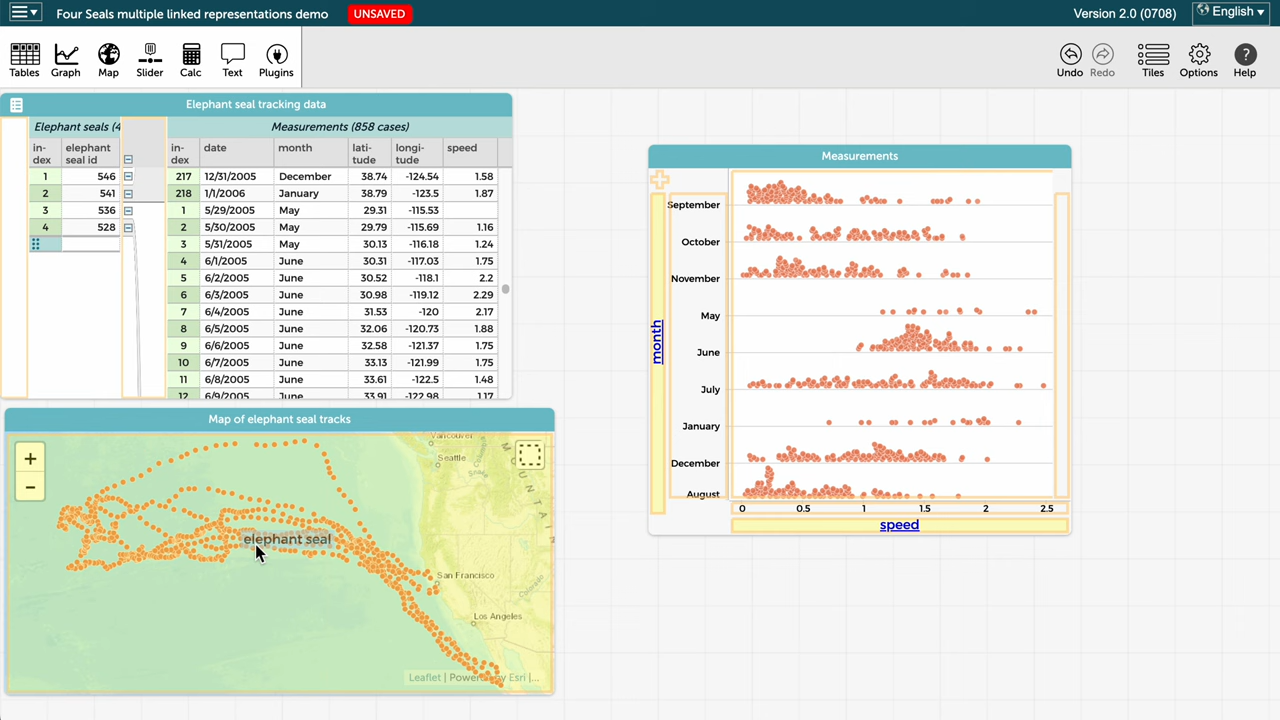 Four Seals multiple linked representations demo UNSAVED Version 2.0 (0708) English
Tables Graph Map Slider Calc Text Plugins Undo Redo Tiles Options Help
Elephant seal tracking data
Elephant seals (4 Measurements (858 cases)
in-dex elephant seal id in-dex date month lati-tude longi-tude speed
1 546 217 12/31/2005 December 38.74 -124.54 1.58
2 541 218 1/1/2006 January 38.79 -123.5 1.87
3 536 1 5/29/2005 May 29.31 -115.53
4 528 2 5/30/2005 May 29.79 -115.69 1.16
3 5/31/2005 May 30.13 -116.18 1.24
4 6/1/2005 June 30.31 -117.03 1.75
5 6/2/2005 June 30.52 -118.1 2.2
6 6/3/2005 June 30.98 -119.12 2.29
7 6/4/2005 June 31.53 -120 2.17
8 6/5/2005 June 32.06 -120.73 1.88
9 6/6/2005 June 32.58 -121.37 1.75
10 6/7/2005 June 33.13 -121.99 1.75
11 6/8/2005 June 33.61 -122.5 1.48
12 6/9/2005 June 33.91 -122.98 1.17
Map of elephant seal tracks
+
−
Vancouver
Seattle
elephant seal
San Francisco
Los Angeles
Leaflet | Powered by Esri |...
Measurements
month
September
October
November
May
June
July
January
December
August
0 0.5 1 1.5 2 2.5
speed